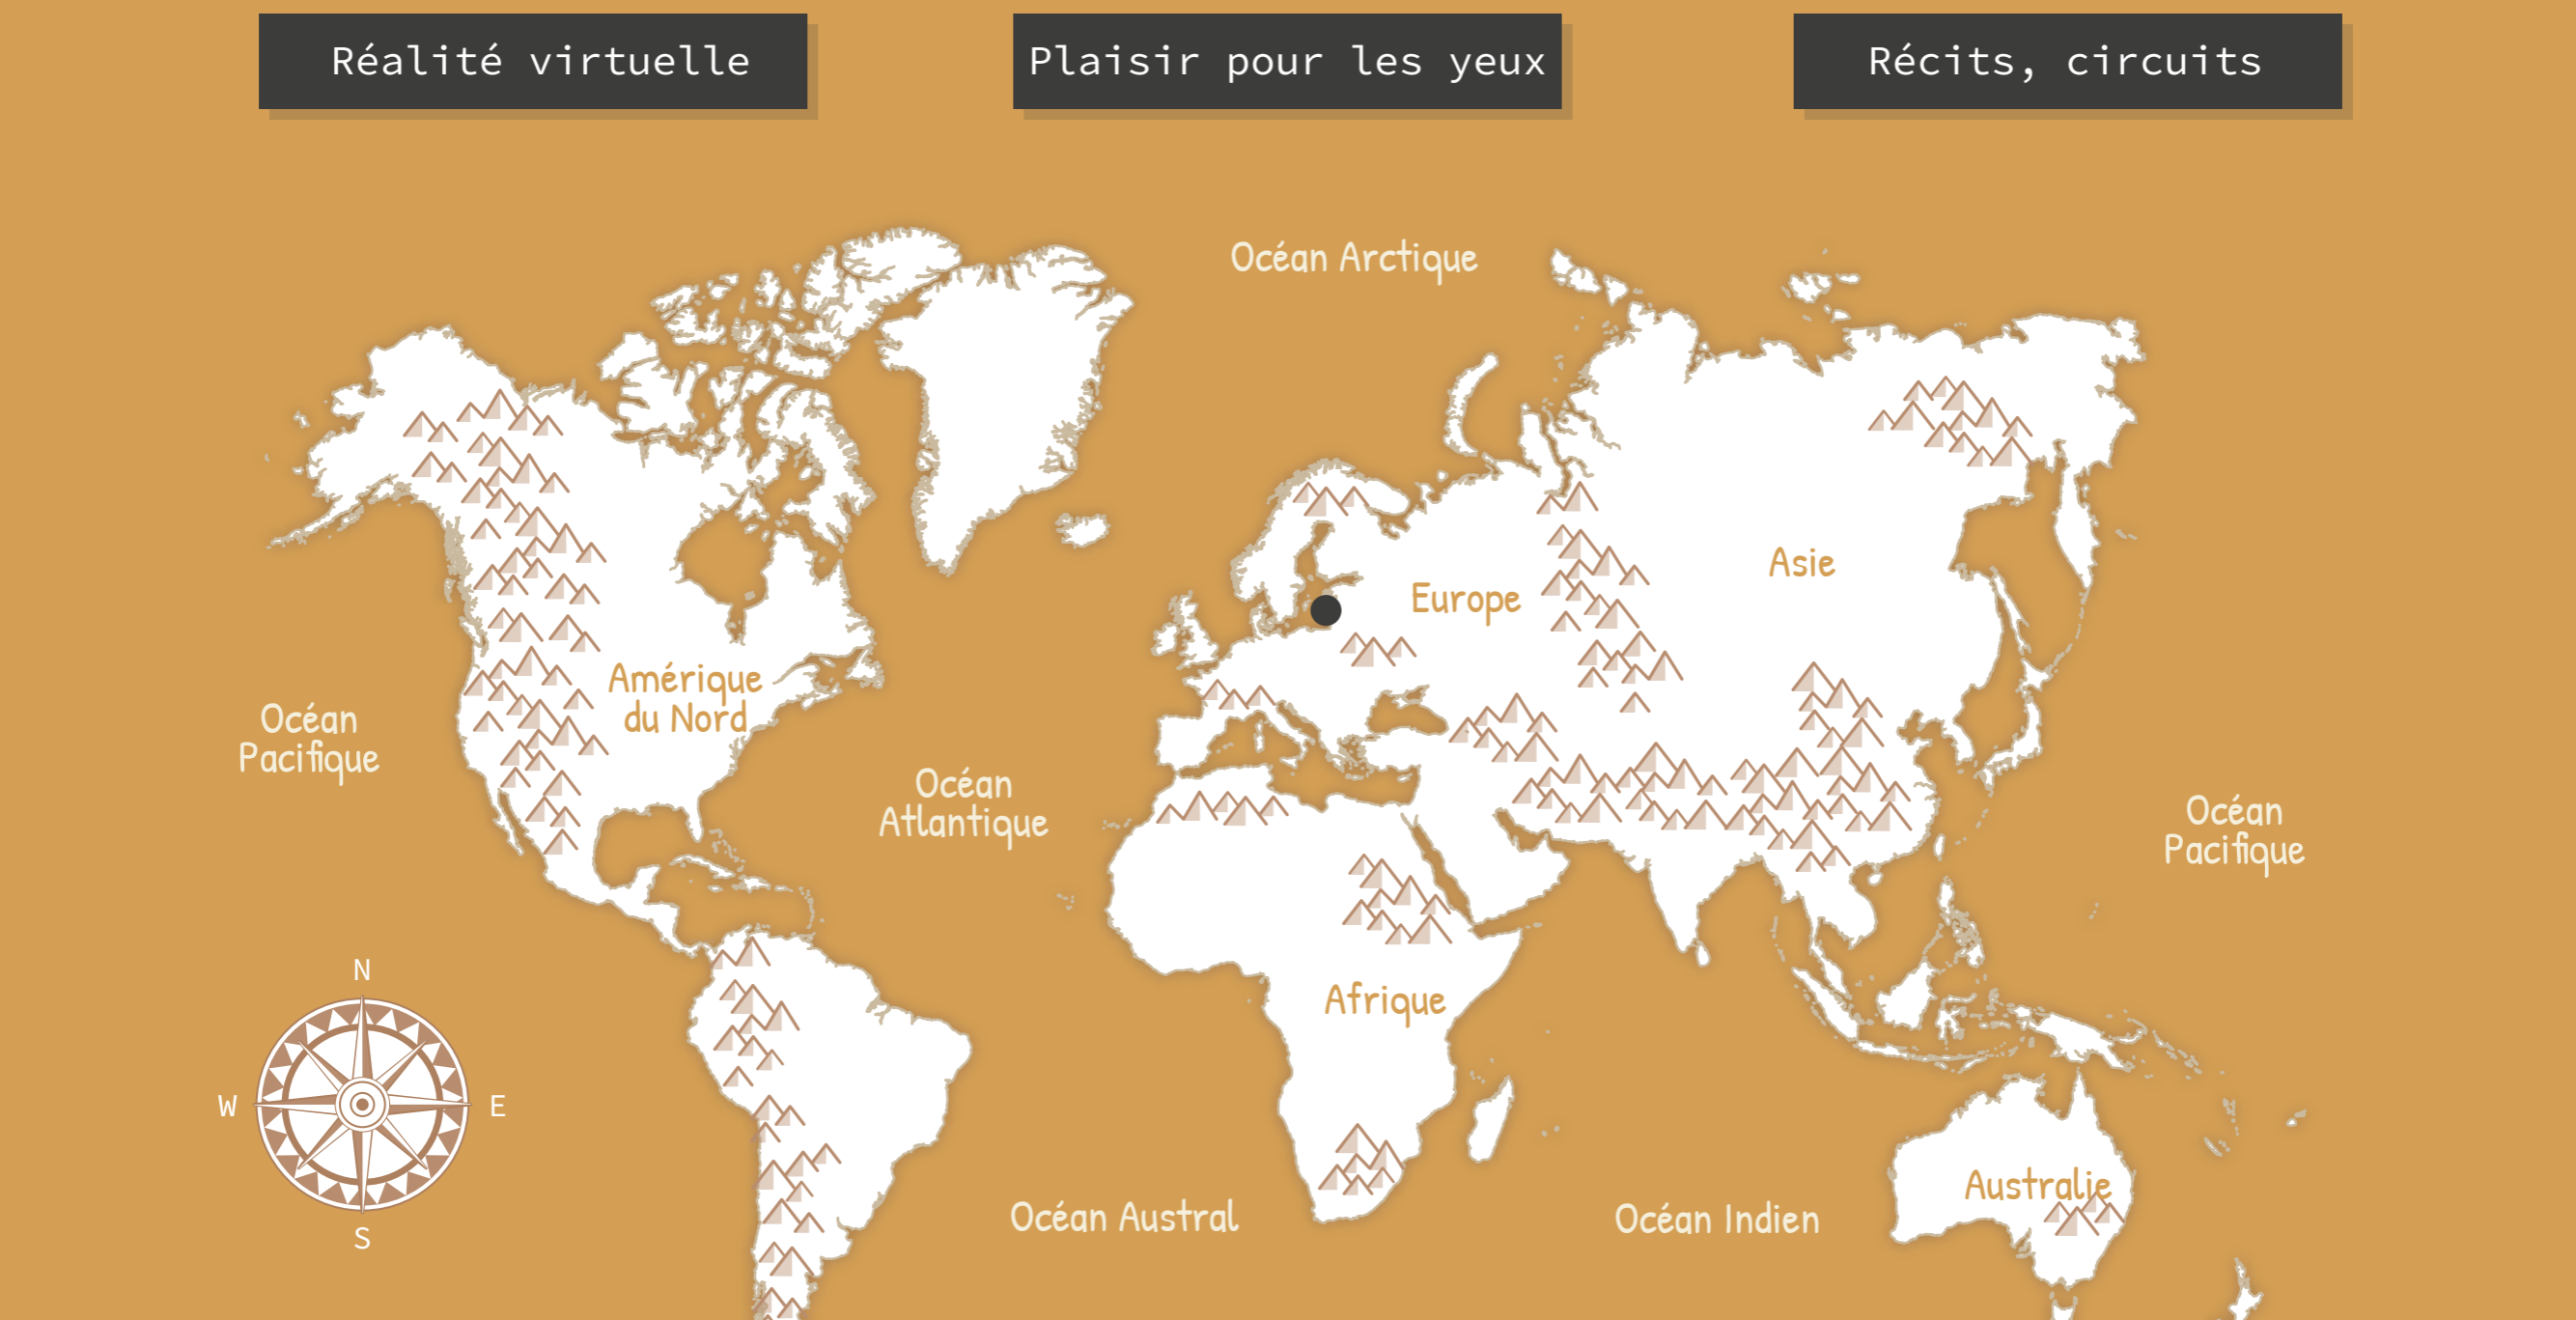 Réalité virtuelle
Plaisir pour les yeux
Récits, circuits
Océan Arctique
Asie
Europe
Amérique
du Nord
Océan
Pacifique
Océan
Atlantique
Océan
Pacifique
N
W
E
S
Afrique
Australie
Océan Austral
Océan Indien